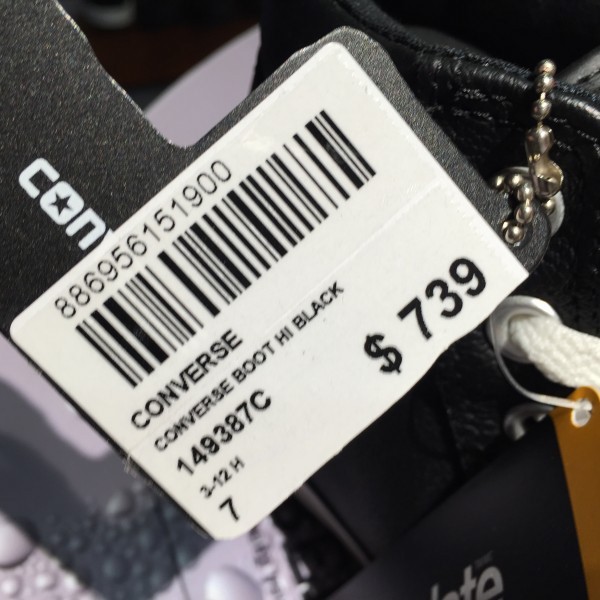 CON
886956151900
CONVERSE
CONVERSE BOOT HI BLACK
149387C
$ 739
3-12 H
7